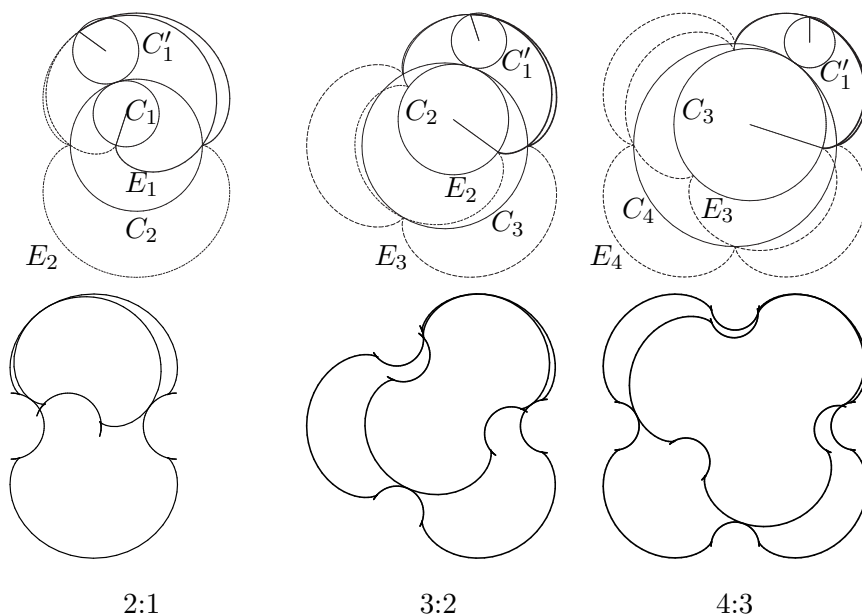 C′₁ C′₁ C′₁
C₁ C₂ C₃
E₁ E₂ E₃
C₂ C₃ C₄
E₂ E₃ E₄
2:1 3:2 4:3